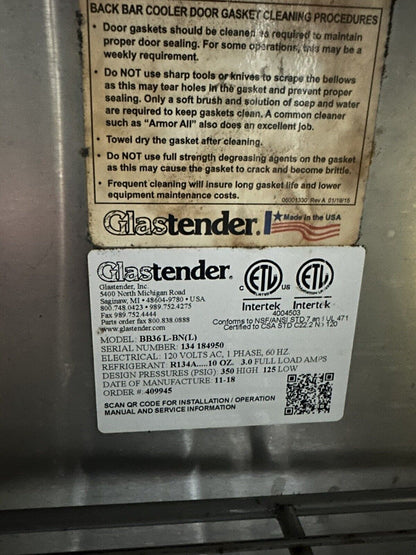 BACK BAR COOLER DOOR GASKET CLEANING PROCEDURES
• Door gaskets should be cleaned as required to maintain
proper door sealing. For some operations, this may be a
weekly requirement.
• Do NOT use sharp tools or knives to scrape the bellows
as this may tear holes in the gasket and prevent proper
sealing. Only a soft brush and solution of soap and water
are required to keep gaskets clean. A common cleaner
such as "Armor All" also does an excellent job.
• Towel dry the gasket after cleaning.
• Do NOT use full strength degreasing agents on the gasket
as this may cause the gasket to crack and become brittle.
• Frequent cleaning will insure long gasket life and lower
equipment maintenance costs.
06001330 Rev A 01/19/15
Glastender.
Made in the USA
Glastender.
Glastender, Inc.
5400 North Michigan Road
Saginaw, MI • 48604-9780 • USA
800.748.0423 • 989.752.4275
Fax 989.752.4444
Parts order fax 800.838.0888
www.glastender.com
C ETL US ETL
Intertek Intertek
4004503
Conforms to NSF/ANSI STD 7 and UL 471
Certified to CSA STD C22.2 No 120
MODEL: BB36 L-BN(L)
SERIAL NUMBER: 134 184950
ELECTRICAL: 120 VOLTS AC, 1 PHASE, 60 HZ.
REFRIGERANT: R134A.....10 OZ. 3.0 FULL LOAD AMPS
DESIGN PRESSURES (PSIG): 350 HIGH 125 LOW
DATE OF MANUFACTURE: 11-18
ORDER #: 409945
SCAN QR CODE FOR INSTALLATION / OPERATION
MANUAL AND SERVICE INFORMATION